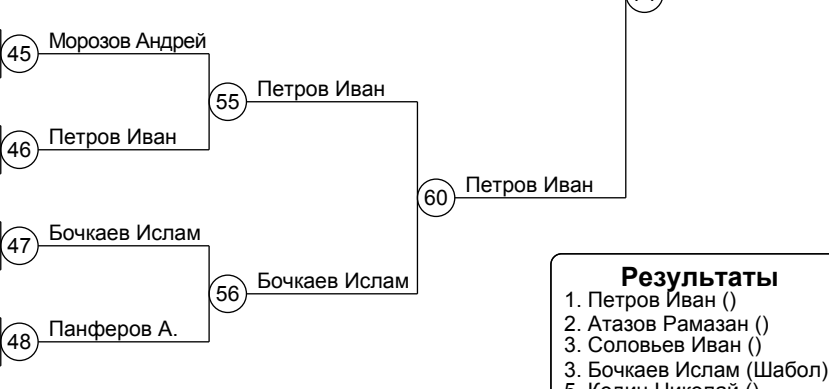 45 Морозов Андрей
55 Петров Иван
46 Петров Иван
60 Петров Иван
47 Бочкаев Ислам
56 Бочкаев Ислам
48 Панферов А.
Результаты
1. Петров Иван ()
2. Атазов Рамазан ()
3. Соловьев Иван ()
3. Бочкаев Ислам (Шабол)